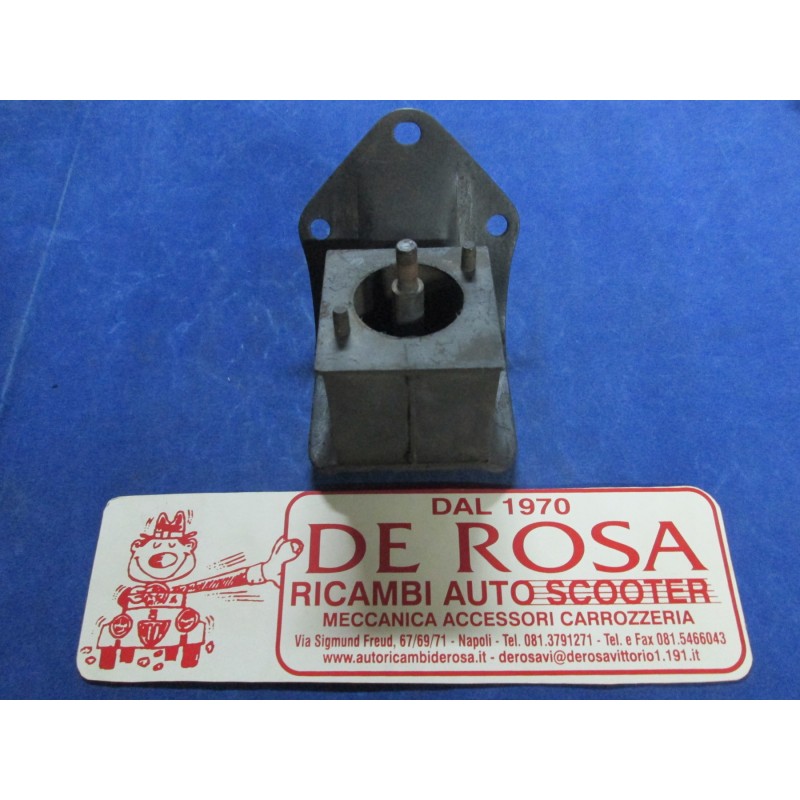 DAL 1970
DE ROSA
RICAMBI AUTO SCOOTER
MECCANICA ACCESSORI CARROZZERIA
Via Sigmund Freud, 67/69/71 - Napoli - Tel. 081.3791271 - Tel. e Fax 081.5466043
www.autoricambiderosa.it - derosavi@derosavittorio1.191.it